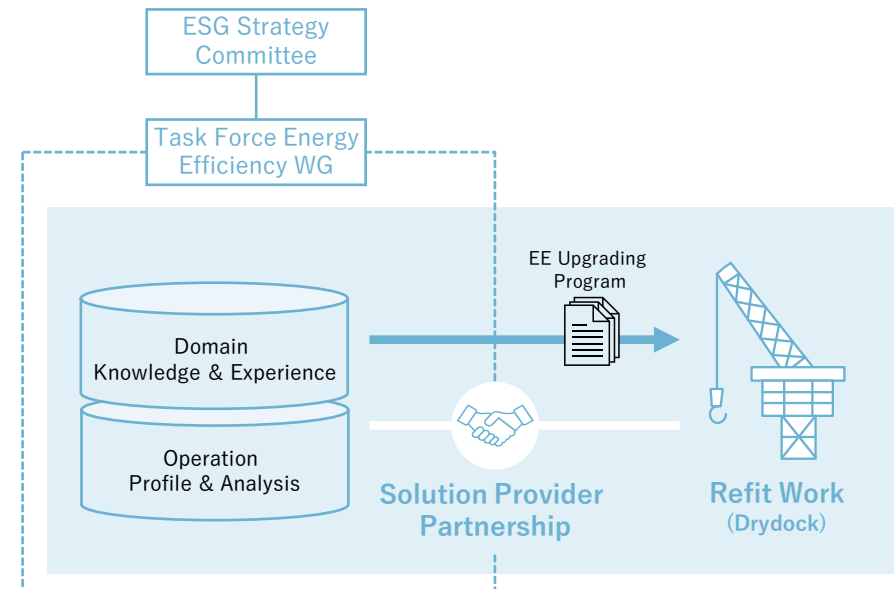 ESG Strategy
Committee
Task Force Energy
Efficiency WG
EE Upgrading
Program
Domain
Knowledge & Experience
Operation
Profile & Analysis
Solution Provider
Partnership
Refit Work
(Drydock)